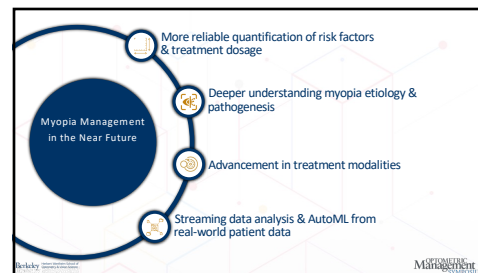 More reliable quantification of risk factors
& treatment dosage
Deeper understanding myopia etiology &
pathogenesis
Myopia Management
in the Near Future
Advancement in treatment modalities
Streaming data analysis & AutoML from
real-world patient data
Berkeley
OPTOMETRIC
Management